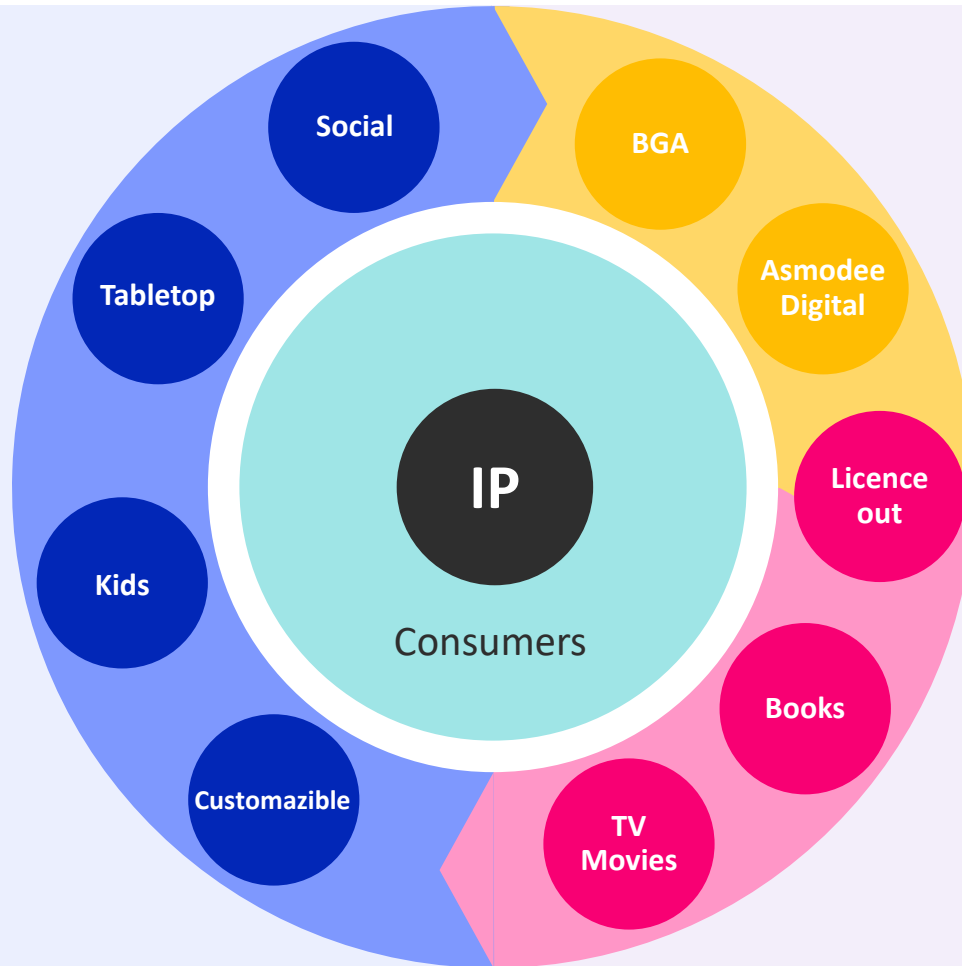 Social
BGA
Asmodee
Digital
Tabletop
Licence
out
IP
Kids
Consumers
Books
Customazible
TV
Movies